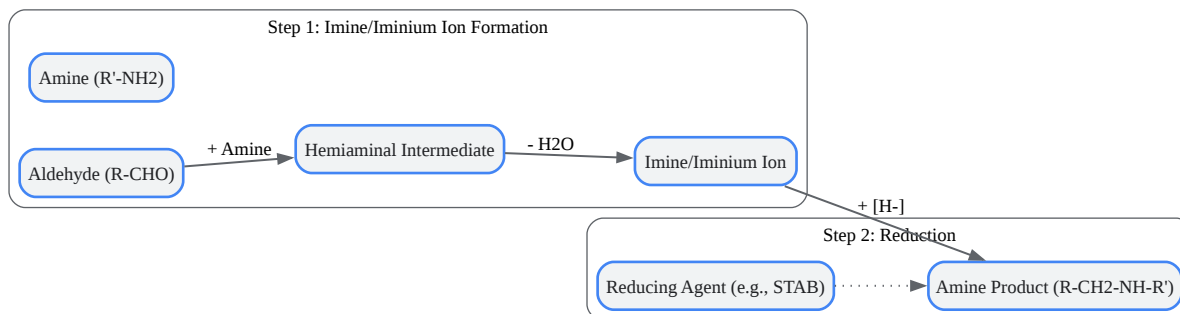 Step 1: Imine/Iminium Ion Formation
Amine (R'-NH2)
Aldehyde (R-CHO)
+ Amine
Hemiaminal Intermediate
- H2O
Imine/Iminium Ion
+ [H-]
Step 2: Reduction
Reducing Agent (e.g., STAB)
Amine Product (R-CH2-NH-R')